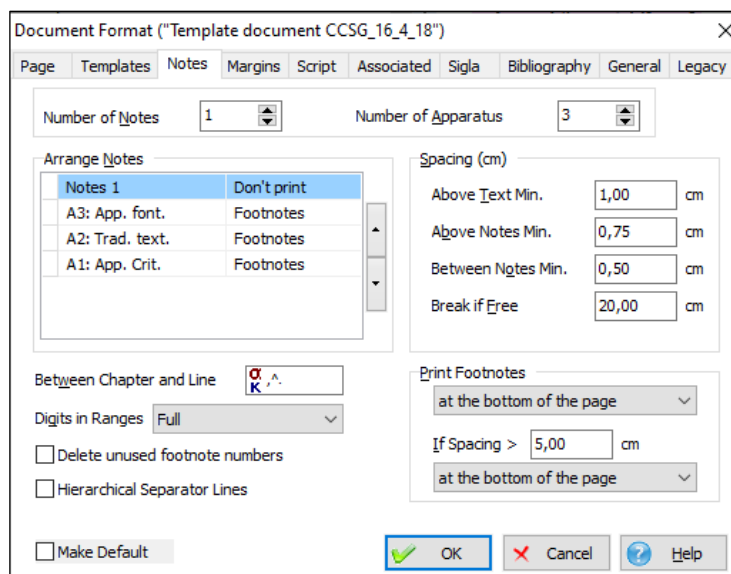 Document Format ("Template document CCSG_16_4_18")
Page Templates Notes Margins Script Associated Sigla Bibliography General Legacy
Number of Notes 1 Number of Apparatus 3
Arrange Notes
Notes 1 Don't print
A3: App. font. Footnotes
A2: Trad. text. Footnotes
A1: App. Crit. Footnotes
Spacing (cm)
Above Text Min. 1,00 cm
Above Notes Min. 0,75 cm
Between Notes Min. 0,50 cm
Break if Free 20,00 cm
Between Chapter and Line α K ,^.
Digits in Ranges Full
Delete unused footnote numbers
Hierarchical Separator Lines
Print Footnotes
at the bottom of the page
If Spacing > 5,00 cm
at the bottom of the page
Make Default OK Cancel Help